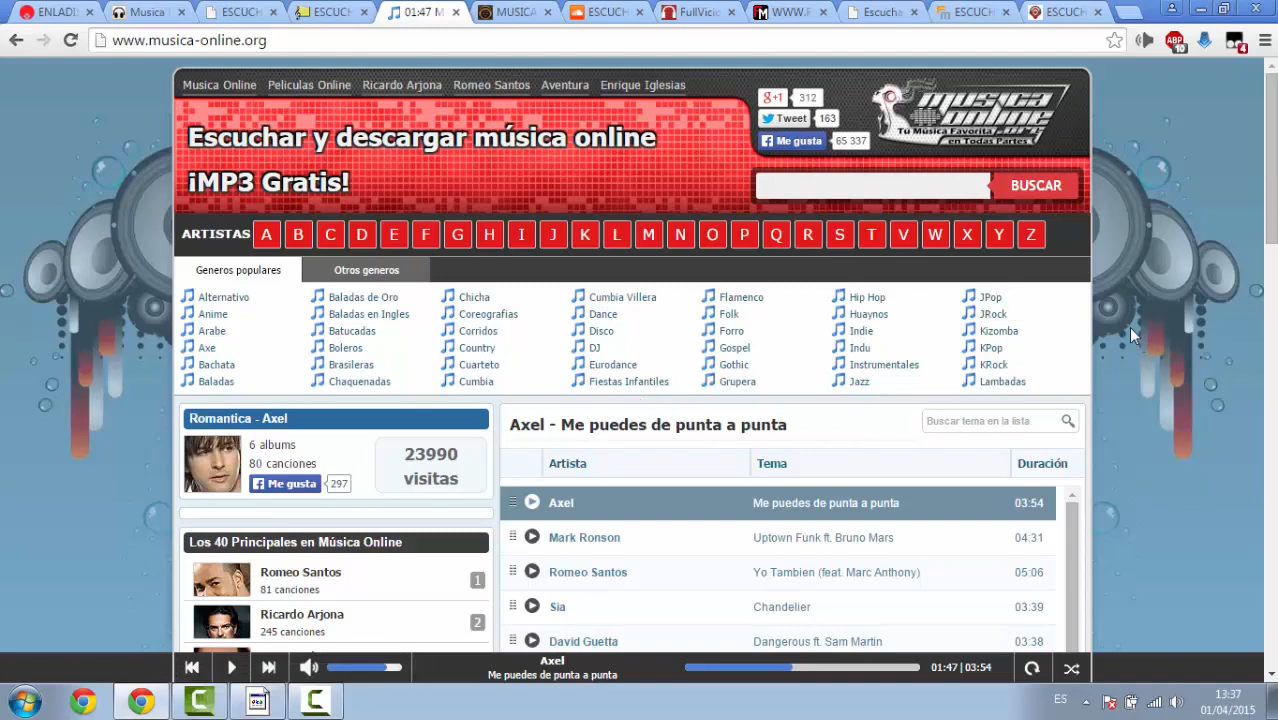 ENLADIS
Musica I
ESCUCH
ESCUCH
01:47 M
MUSICA
ESCUCH
FullVicio
WWW.F
Escucha
ESCUCH
ESCUCH
www.musica-online.org
ABP
10
4
Musica Online
Peliculas Online
Ricardo Arjona
Romeo Santos
Aventura
Enrique Iglesias
g+1 312
Tweet 163
Me gusta 65 337
musica
online
.org
Tu Música Favorita
en Todas Partes
Escuchar y descargar música online
¡MP3 Gratis!
BUSCAR
ARTISTAS A B C D E F G H I J K L M N O P Q R S T V W X Y Z
Generos populares
Otros generos
Alternativo Baladas de Oro Chicha Cumbia Villera Flamenco Hip Hop JPop
Anime Baladas en Ingles Coreografias Dance Folk Huaynos JRock
Arabe Batucadas Corridos Disco Forro Indie Kizomba
Axe Boleros Country DJ Gospel Indu KPop
Bachata Brasileras Cuarteto Eurodance Gothic Instrumentales KRock
Baladas Chaquenadas Cumbia Fiestas Infantiles Grupera Jazz Lambadas
Romantica - Axel
6 albums
80 canciones
Me gusta 297
23990
visitas
Los 40 Principales en Música Online
Romeo Santos
81 canciones
1
Ricardo Arjona
245 canciones
2
Axel - Me puedes de punta a punta
Buscar tema en la lista
Artista Tema Duración
Axel Me puedes de punta a punta 03:54
Mark Ronson Uptown Funk ft. Bruno Mars 04:31
Romeo Santos Yo Tambien (feat. Marc Anthony) 05:06
Sia Chandelier 03:39
David Guetta Dangerous ft. Sam Martin 03:38
Axel
Me puedes de punta a punta
01:47 | 03:54
ES
13:37
01/04/2015